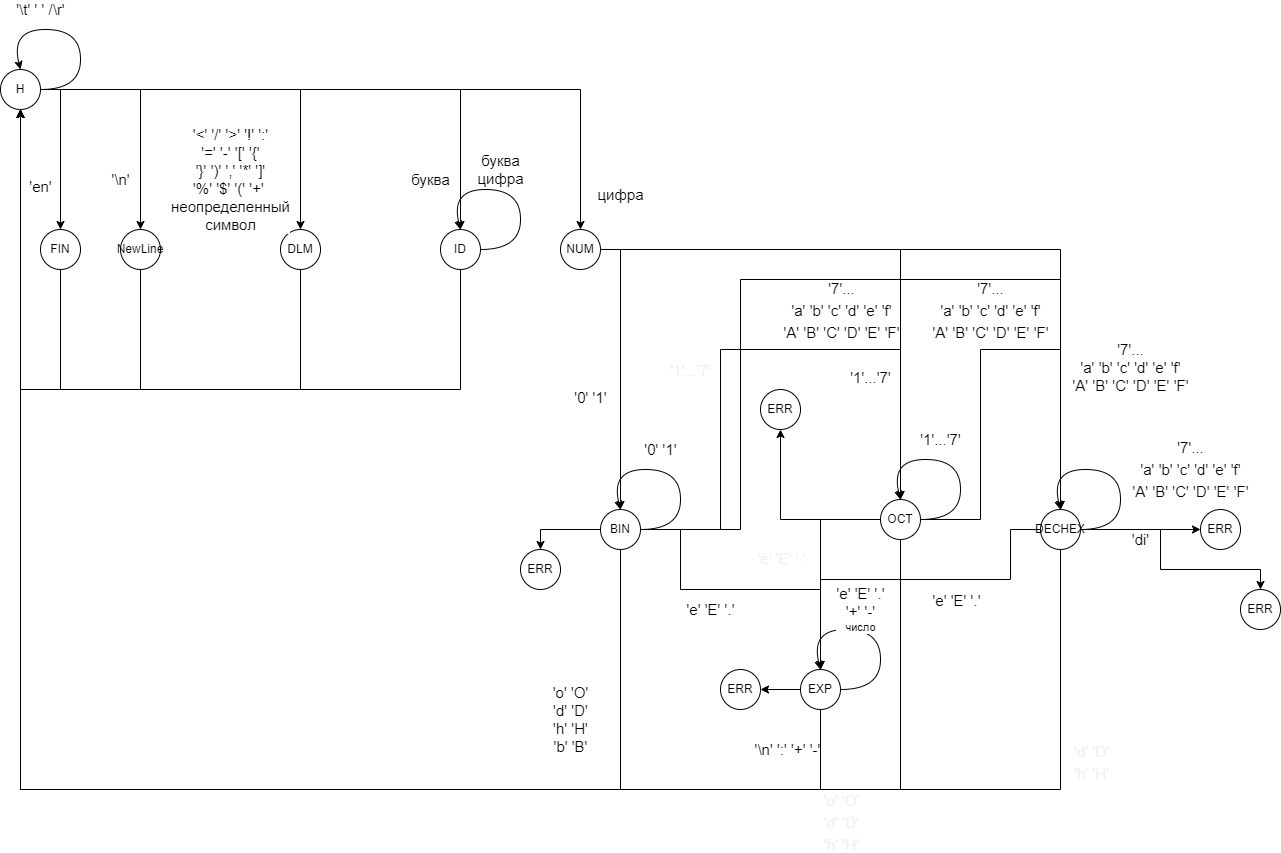 '\t' ' ' /\r'
H
'<' '/' '>' '!' ':'
'=' '-' '[' '{'
'}' ')' ',' '*' ']'
'%' '$' '(' '+'
неопределенный
символ
'en'
'\n'
буква
буква
цифра
цифра
FIN
NewLine
DLM
ID
NUM
'7'...
'a' 'b' 'c' 'd' 'e' 'f'
'A' 'B' 'C' 'D' 'E' 'F'
'7'...
'a' 'b' 'c' 'd' 'e' 'f'
'A' 'B' 'C' 'D' 'E' 'F'
'7'...
'a' 'b' 'c' 'd' 'e' 'f'
'A' 'B' 'C' 'D' 'E' 'F'
'1'...'7'
'1'...'7'
'0' '1'
ERR
'0' '1'
'1'...'7'
'7'...
'a' 'b' 'c' 'd' 'e' 'f'
'A' 'B' 'C' 'D' 'E' 'F'
BIN
OCT
DECHEX
ERR
'di'
ERR
'e' 'E' '.'
ERR
'e' 'E' '.'
'e' 'E' '.'
'+' '-'
число
'e' 'E' '.'
ERR
ERR
EXP
'o' 'O'
'd' 'D'
'h' 'H'
'b' 'B'
'\n' ':' '+' '-'
'd' 'D'
'h' 'H'
'o' 'O'
'd' 'D'
'h' 'H'